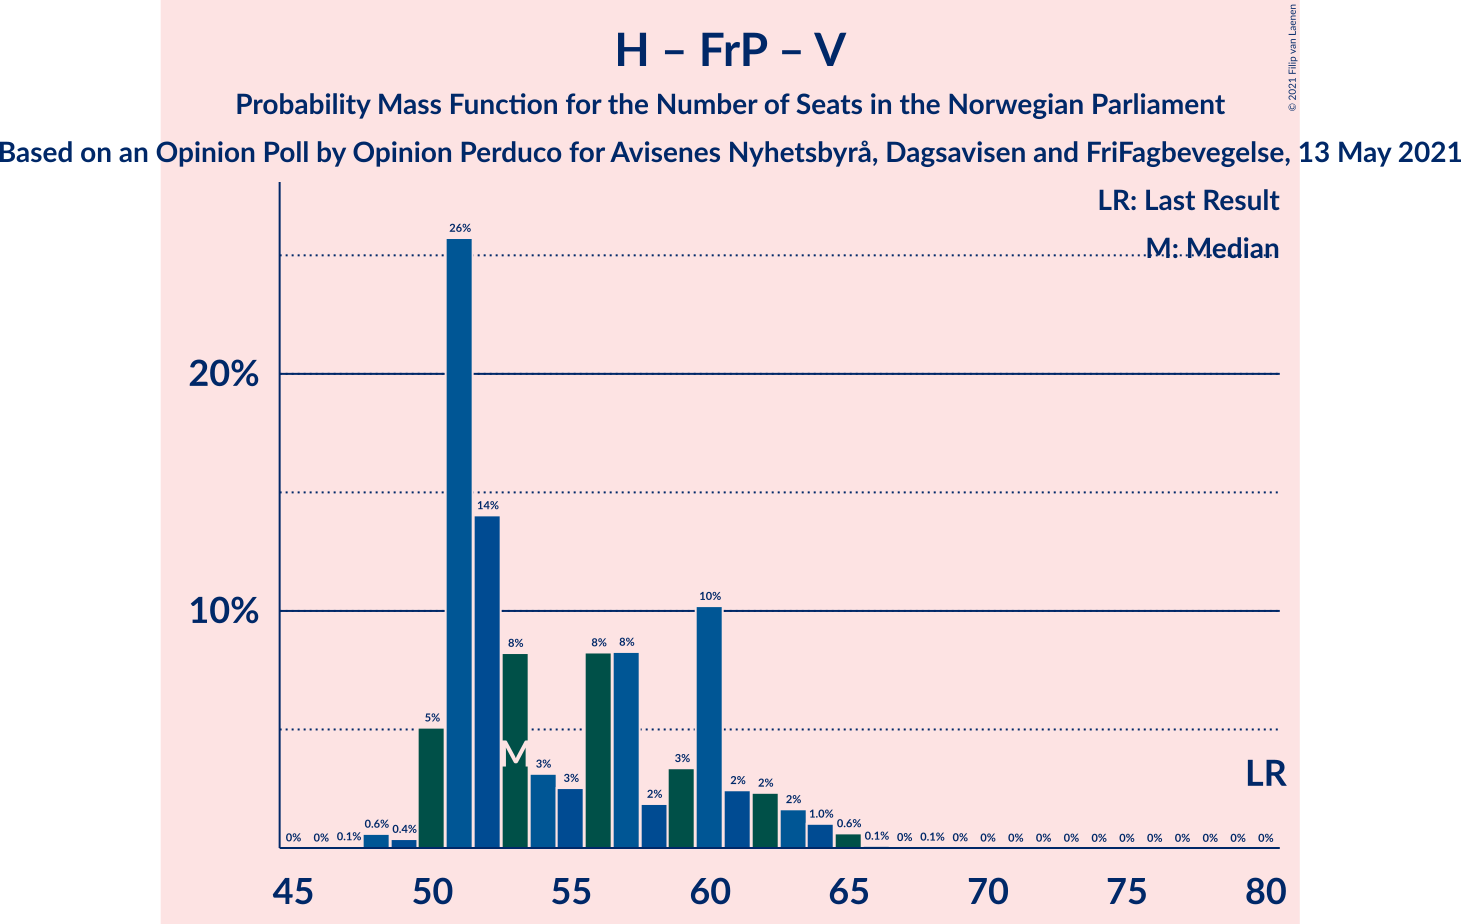 H – FrP – V
Probability Mass Function for the Number of Seats in the Norwegian Parliament
Based on an Opinion Poll by Opinion Perduco for Avisenes Nyhetsbyrå, Dagsavisen and FriFagbevegelse, 13 May 2021
© 2021 Filip van Laenen
LR: Last Result
M: Median
20%
10%
0% 0% 0.1% 0.6% 0.4% 5% 26% 14% 8% 3% 3% 8% 8% 2% 3% 10% 2% 2% 2% 1.0% 0.6% 0.1% 0% 0.1% 0% 0% 0% 0% 0% 0% 0% 0% 0% 0% 0% 0%
M
LR
45 50 55 60 65 70 75 80